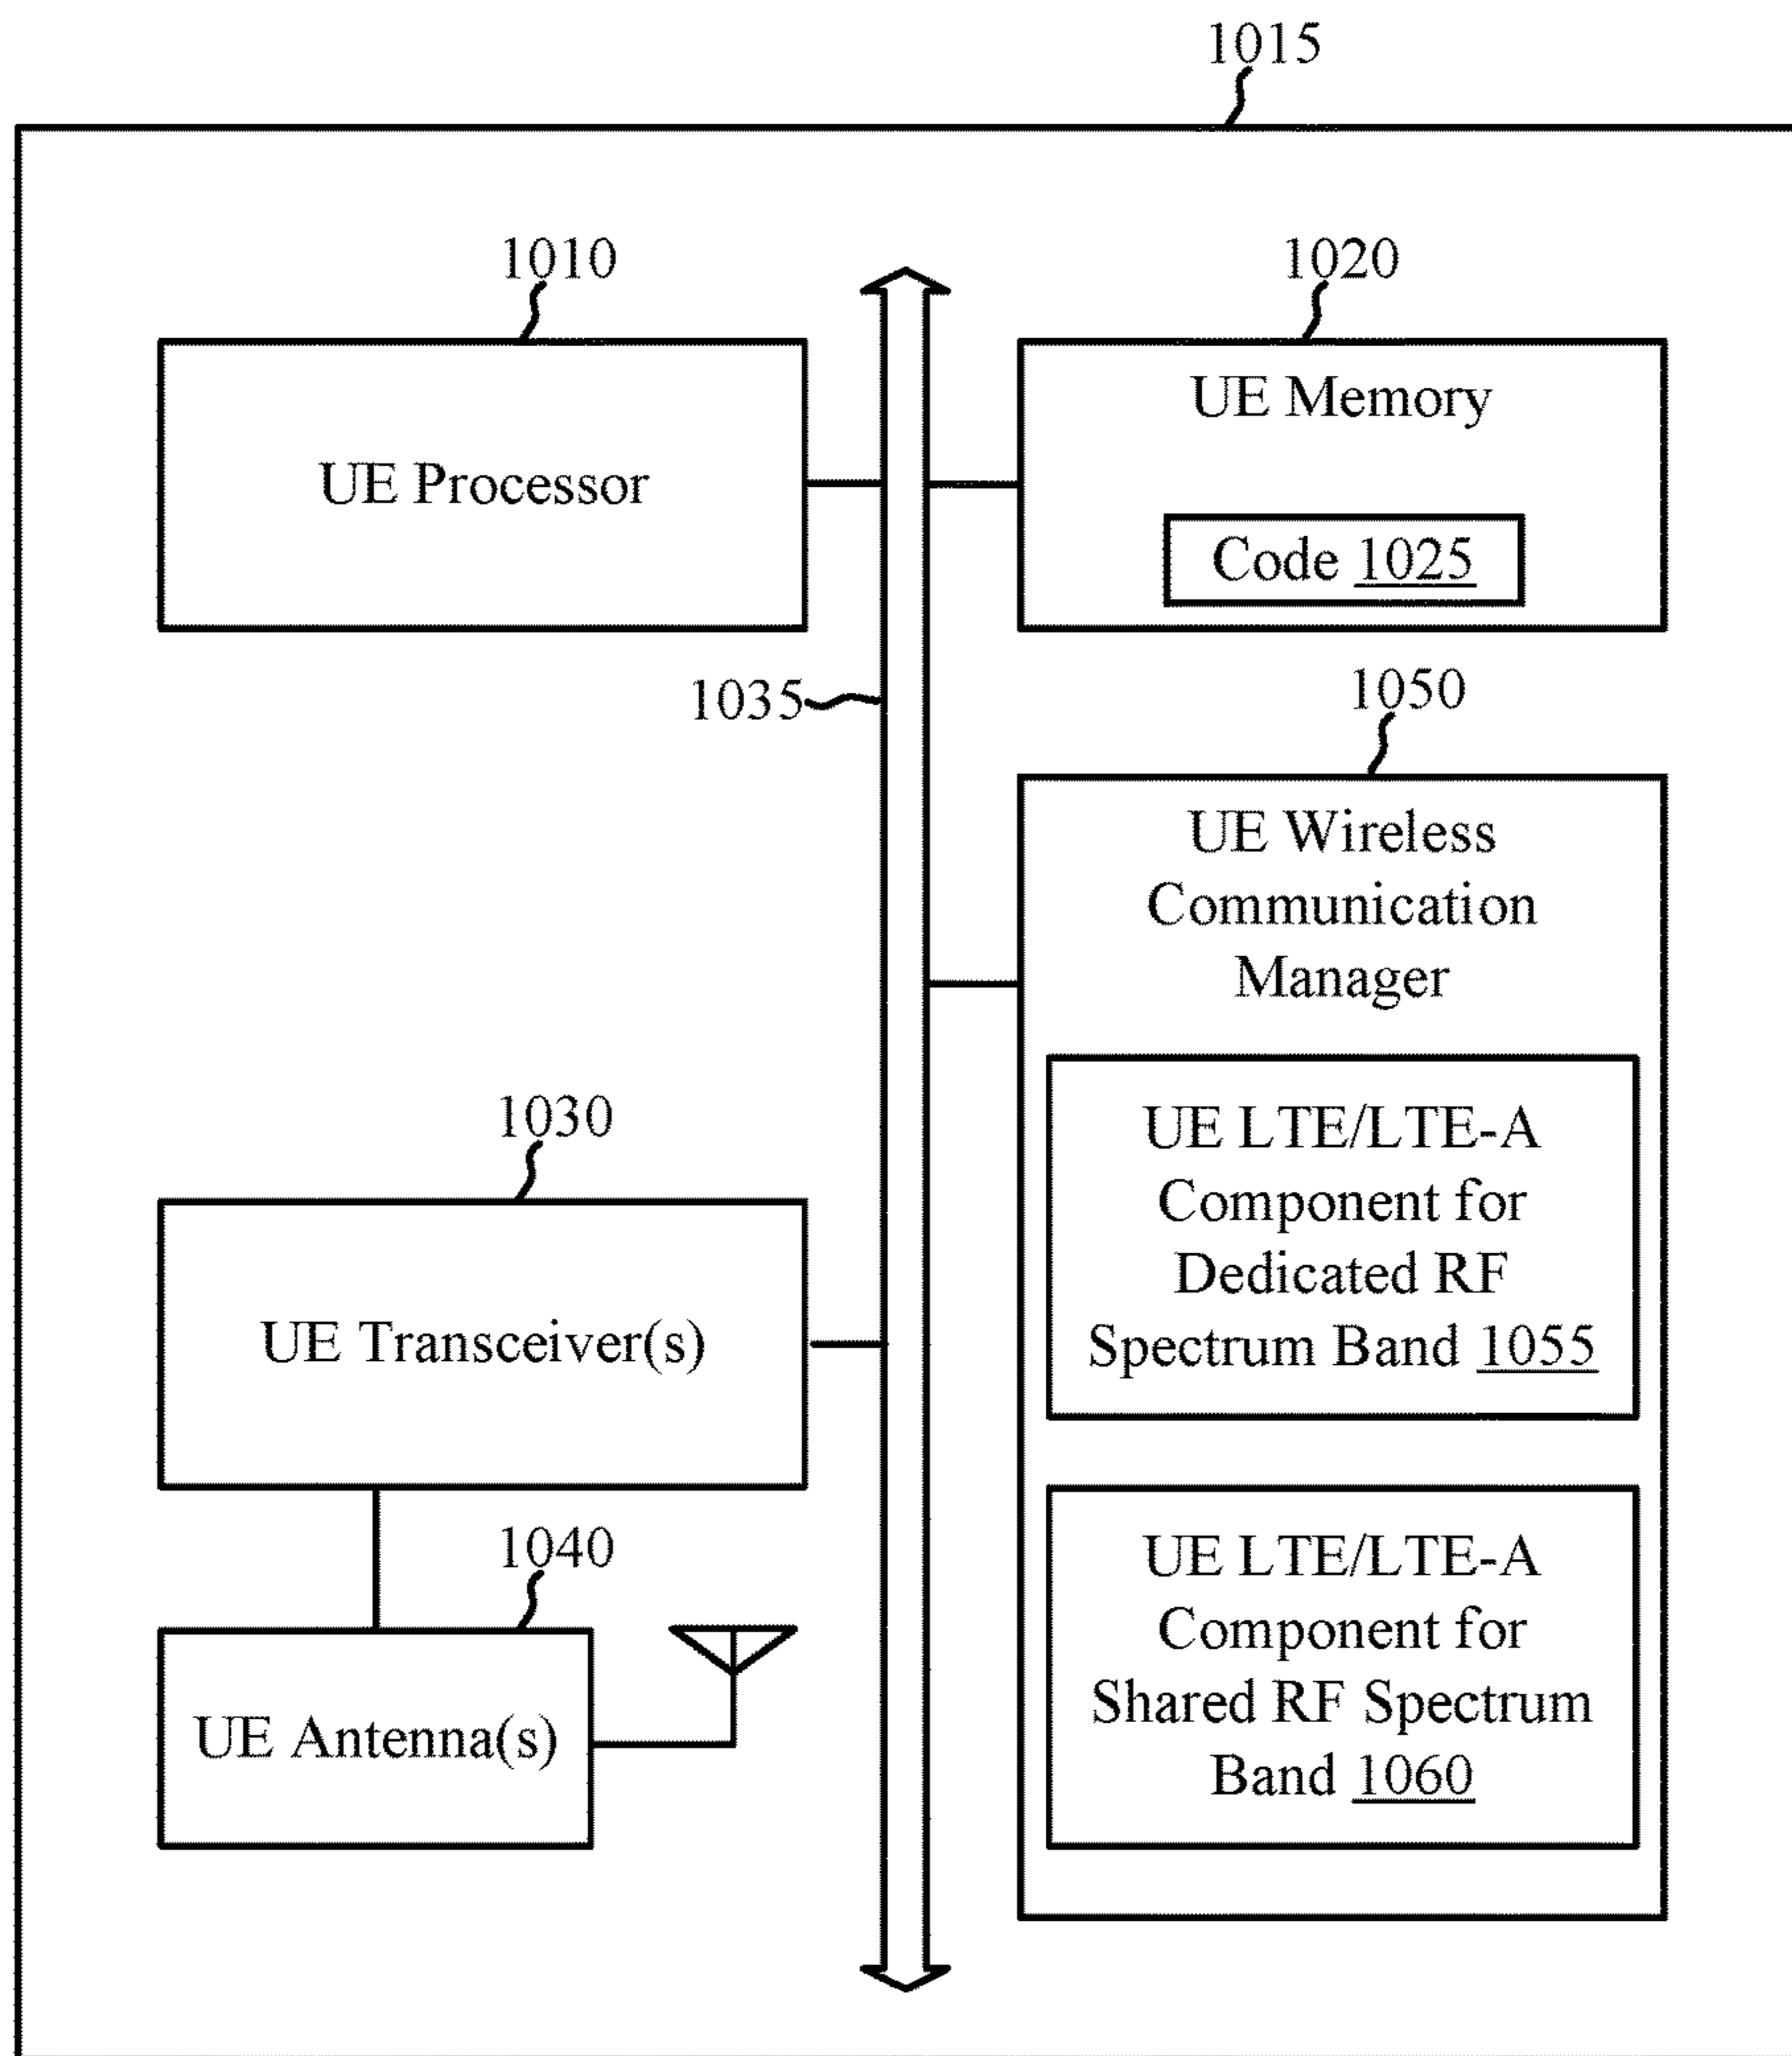 1015
1010
1020
UE Processor
UE Memory
Code 1025
1035
1050
UE Wireless
Communication
Manager
1030
UE LTE/LTE-A
Component for
Dedicated RF
Spectrum Band 1055
UE Transceiver(s)
1040
UE Antenna(s)
UE LTE/LTE-A
Component for
Shared RF Spectrum
Band 1060